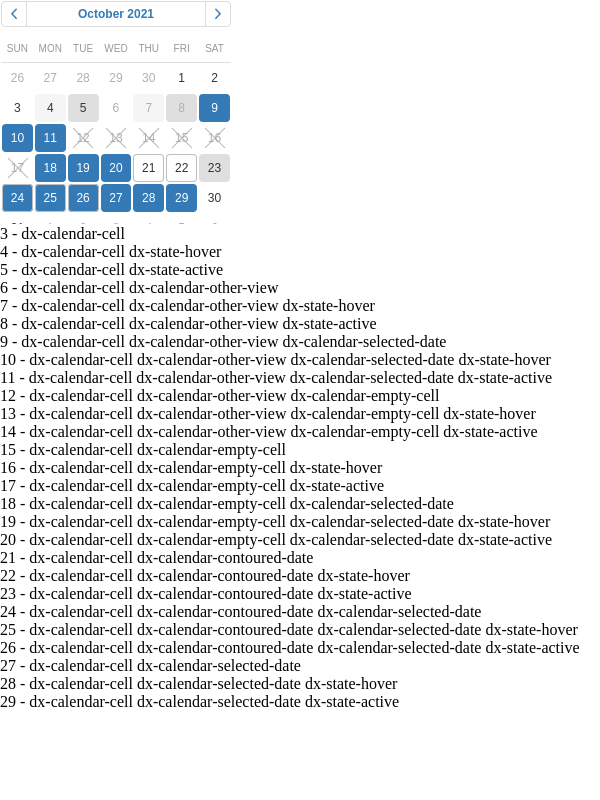 October 2021
SUN MON TUE WED THU FRI SAT
26 27 28 29 30 1 2
3 4 5 6 7 8 9
10 11 12 13 14 15 16
17 18 19 20 21 22 23
24 25 26 27 28 29 30
3 - dx-calendar-cell
4 - dx-calendar-cell dx-state-hover
5 - dx-calendar-cell dx-state-active
6 - dx-calendar-cell dx-calendar-other-view
7 - dx-calendar-cell dx-calendar-other-view dx-state-hover
8 - dx-calendar-cell dx-calendar-other-view dx-state-active
9 - dx-calendar-cell dx-calendar-other-view dx-calendar-selected-date
10 - dx-calendar-cell dx-calendar-other-view dx-calendar-selected-date dx-state-hover
11 - dx-calendar-cell dx-calendar-other-view dx-calendar-selected-date dx-state-active
12 - dx-calendar-cell dx-calendar-other-view dx-calendar-empty-cell
13 - dx-calendar-cell dx-calendar-other-view dx-calendar-empty-cell dx-state-hover
14 - dx-calendar-cell dx-calendar-other-view dx-calendar-empty-cell dx-state-active
15 - dx-calendar-cell dx-calendar-empty-cell
16 - dx-calendar-cell dx-calendar-empty-cell dx-state-hover
17 - dx-calendar-cell dx-calendar-empty-cell dx-state-active
18 - dx-calendar-cell dx-calendar-empty-cell dx-calendar-selected-date
19 - dx-calendar-cell dx-calendar-empty-cell dx-calendar-selected-date dx-state-hover
20 - dx-calendar-cell dx-calendar-empty-cell dx-calendar-selected-date dx-state-active
21 - dx-calendar-cell dx-calendar-contoured-date
22 - dx-calendar-cell dx-calendar-contoured-date dx-state-hover
23 - dx-calendar-cell dx-calendar-contoured-date dx-state-active
24 - dx-calendar-cell dx-calendar-contoured-date dx-calendar-selected-date
25 - dx-calendar-cell dx-calendar-contoured-date dx-calendar-selected-date dx-state-hover
26 - dx-calendar-cell dx-calendar-contoured-date dx-calendar-selected-date dx-state-active
27 - dx-calendar-cell dx-calendar-selected-date
28 - dx-calendar-cell dx-calendar-selected-date dx-state-hover
29 - dx-calendar-cell dx-calendar-selected-date dx-state-active